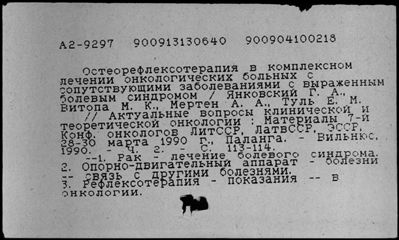 А2-9297 900913130640 900904100218
Остеорефлексотерапия в комплексном
лечении онкологических больных с
сопутствующими заболеваниями с выраженным
болевым синдромом / Янковский Г. А.,
Витола М. К., Мертен А. А., Туль Е. М.
// Актуальные вопросы клинической и
теоретической онкологии : Материалы 7-й
Конф. онкологов ЛитССР, ЛатвССР, ЭССР,
28-30 марта 1990 г., Паланга. - Вильнюс.
1990. - Ч. 2. - С. 113-114.
--1. Рак - лечение болевого синдрома.
2. Опорно-двигательный аппарат - болезни
-- связь с другими болезнями.
3. Рефлексотерапия - показания -- в
онкологии.